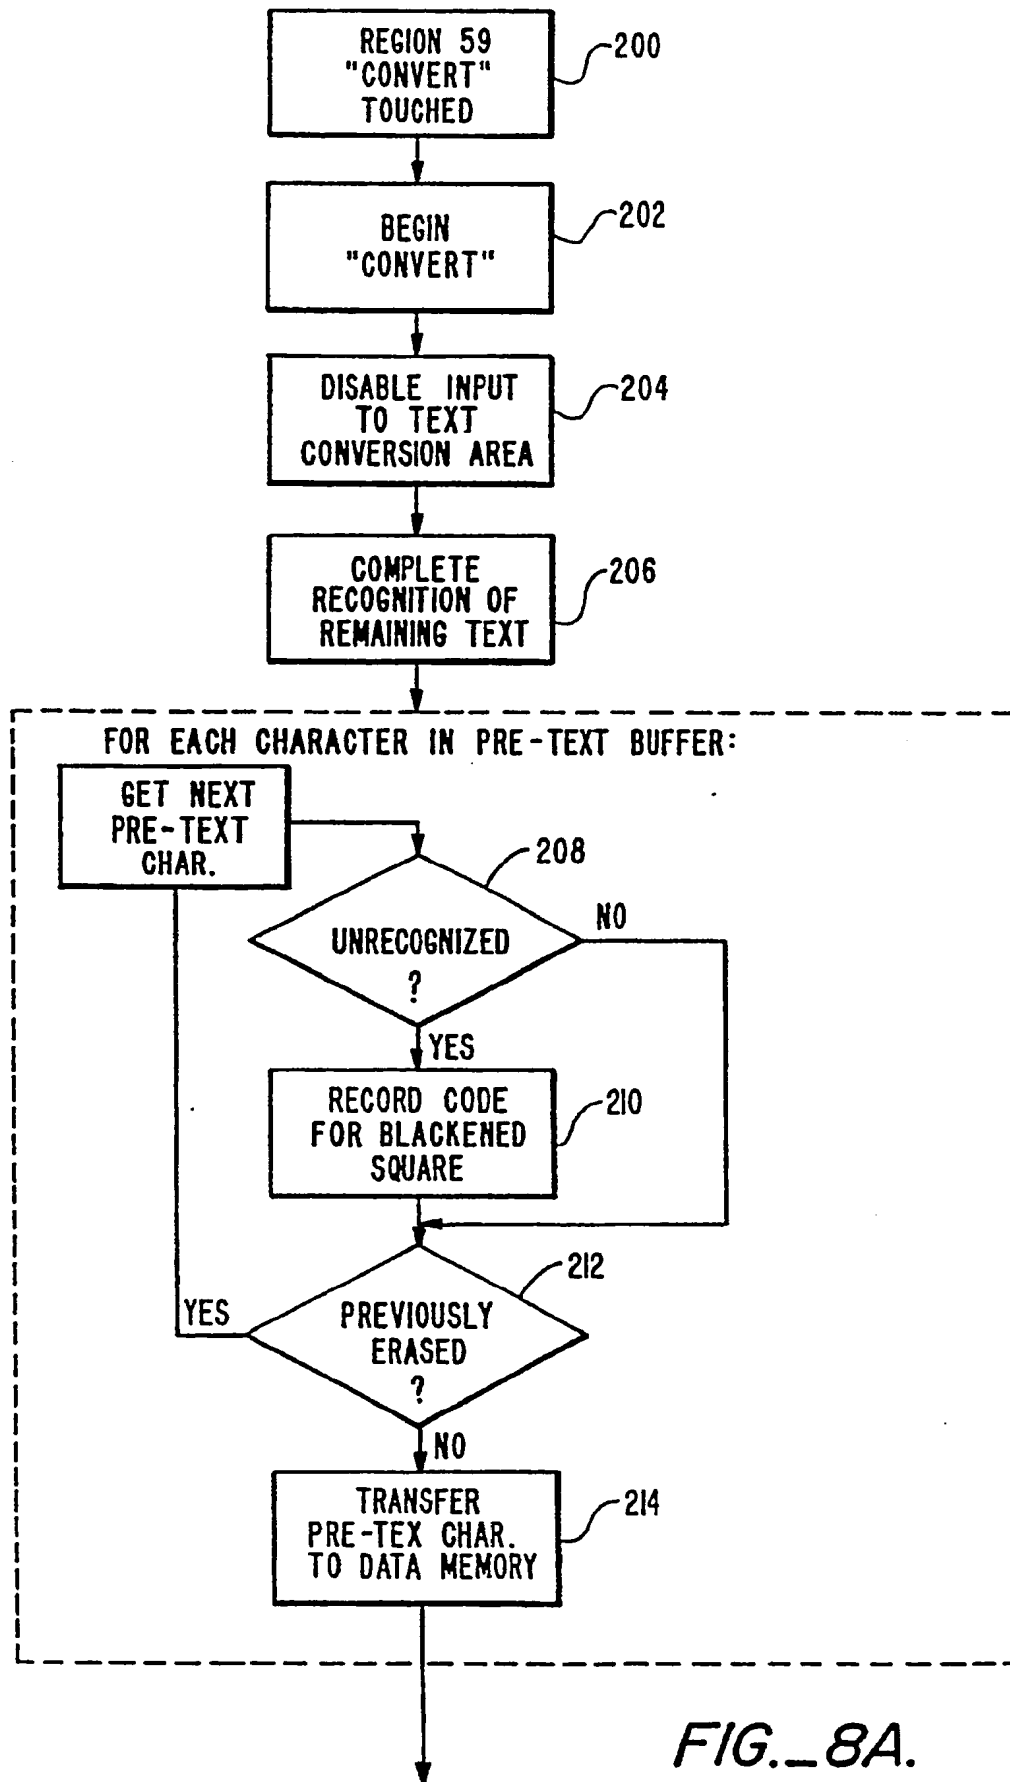 REGION 59
"CONVERT"
TOUCHED
200
BEGIN
"CONVERT"
202
DISABLE INPUT
TO TEXT
CONVERSION AREA
204
COMPLETE
RECOGNITION OF
REMAINING TEXT
206
FOR EACH CHARACTER IN PRE-TEXT BUFFER:
GET NEXT
PRE-TEXT
CHAR.
208
UNRECOGNIZED
?
NO
YES
RECORD CODE
FOR BLACKENED
SQUARE
210
212
YES
PREVIOUSLY
ERASED
?
NO
TRANSFER
PRE-TEX CHAR.
TO DATA MEMORY
214
FIG._8A.